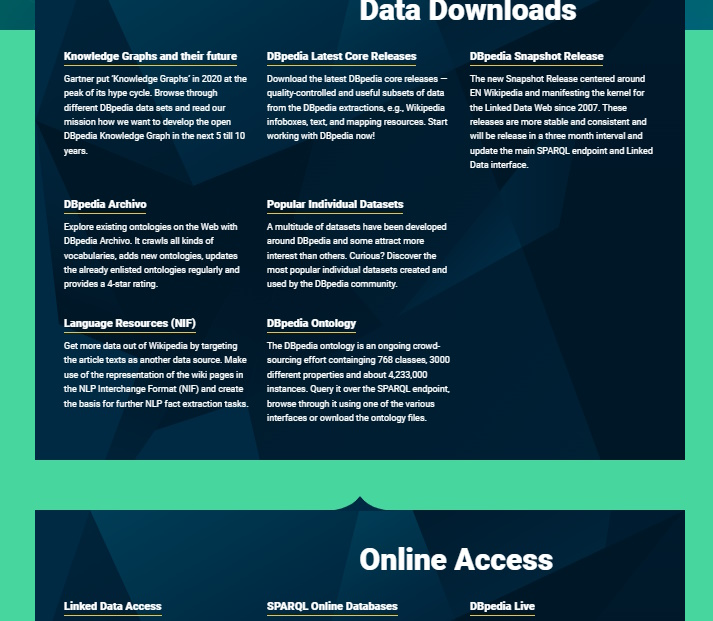 Data Downloads
Knowledge Graphs and their future
Gartner put 'Knowledge Graphs' in 2020 at the
peak of its hype cycle. Browse through
different DBpedia data sets and read our
mission how we want to develop the open
DBpedia Knowledge Graph in the next 5 till 10
years.
DBpedia Latest Core Releases
Download the latest DBpedia core releases —
quality-controlled and useful subsets of data
from the DBpedia extractions, e.g., Wikipedia
infoboxes, text, and mapping resources. Start
working with DBpedia now!
DBpedia Snapshot Release
The new Snapshot Release centered around
EN Wikipedia and manifesting the kernel for
the Linked Data Web since 2007. These
releases are more stable and consistent and
will be release in a three month interval and
update the main SPARQL endpoint and Linked
Data interface.
DBpedia Archivo
Explore existing ontologies on the Web with
DBpedia Archivo. It crawls all kinds of
vocabularies, adds new ontologies, updates
the already enlisted ontologies regularly and
provides a 4-star rating.
Popular Individual Datasets
A multitude of datasets have been developed
around DBpedia and some attract more
interest than others. Curious? Discover the
most popular individual datasets created and
used by the DBpedia community.
Language Resources (NIF)
Get more data out of Wikipedia by targeting
the article texts as another data source. Make
use of the representation of the wiki pages in
the NLP Interchange Format (NIF) and create
the basis for further NLP fact extraction tasks.
DBpedia Ontology
The DBpedia ontology is an ongoing crowd-
sourcing effort containging 768 classes, 3000
different properties and about 4,233,000
instances. Query it over the SPARQL endpoint,
browse through it using one of the various
interfaces or ownload the ontology files.
Online Access
Linked Data Access
SPARQL Online Databases
DBpedia Live